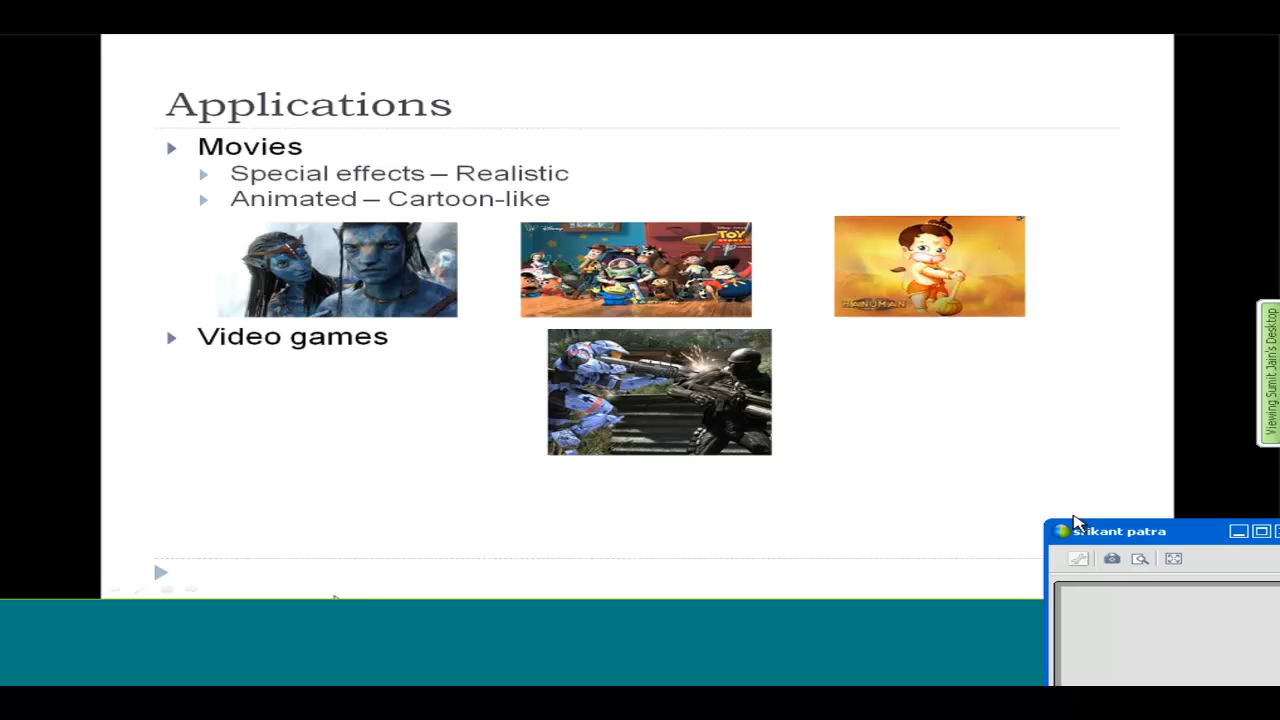 Applications
Movies
Special effects – Realistic
Animated – Cartoon-like
TOY
STORY
HANUMAN
Video games
Viewing Sumit Jain's Desktop
srikant patra